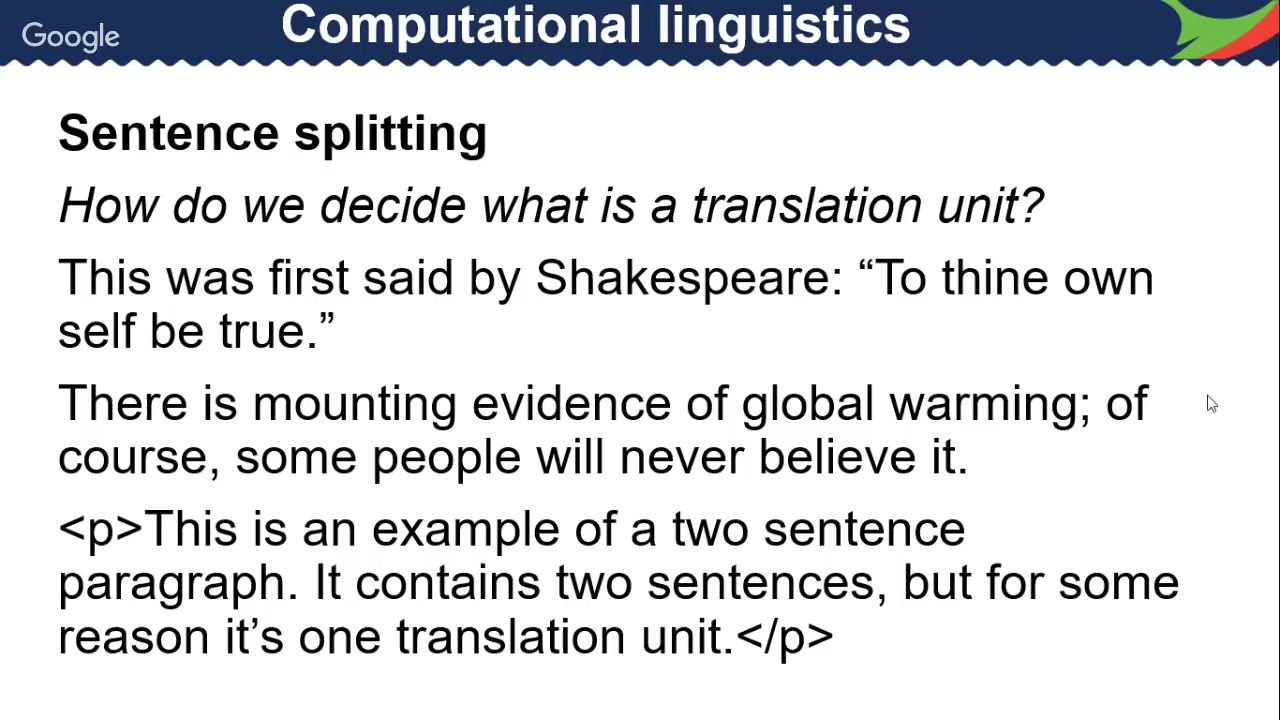 Google
Computational linguistics
Sentence splitting
How do we decide what is a translation unit?
This was first said by Shakespeare: “To thine own
self be true.”
There is mounting evidence of global warming; of
course, some people will never believe it.
<p>This is an example of a two sentence
paragraph. It contains two sentences, but for some
reason it’s one translation unit.</p>